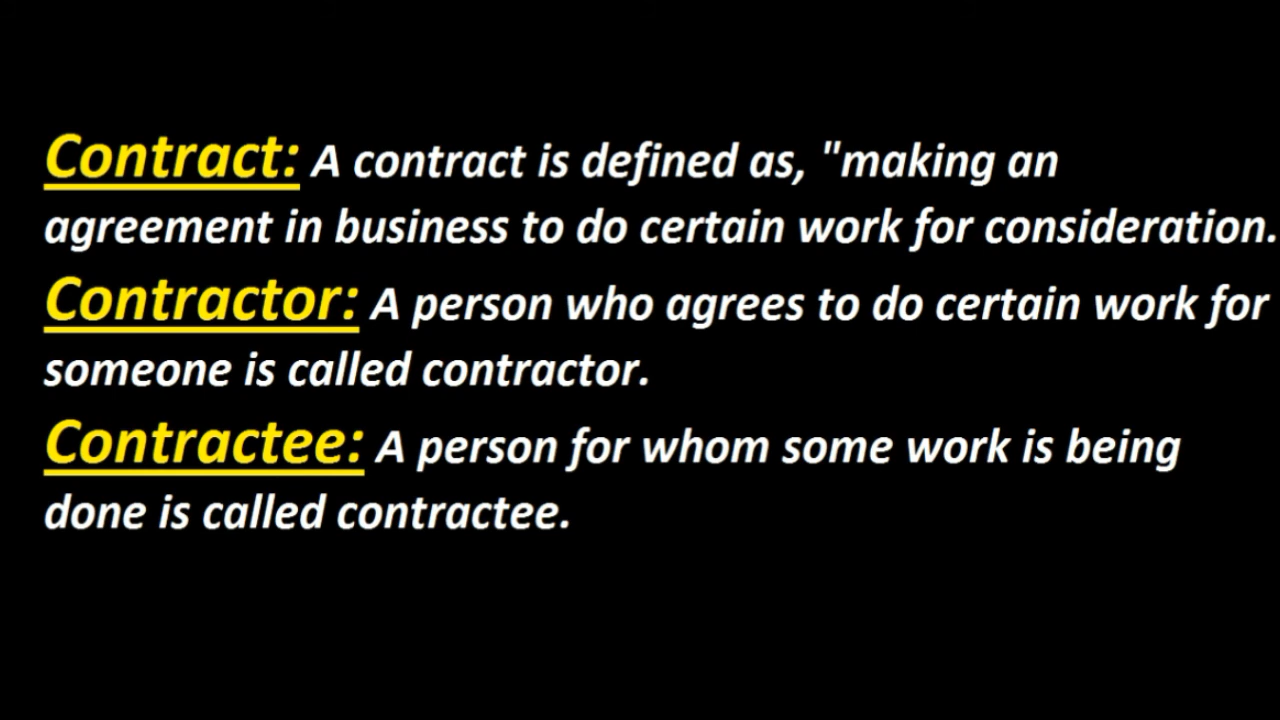 Contract: A contract is defined as, "making an
agreement in business to do certain work for consideration.
Contractor: A person who agrees to do certain work for
someone is called contractor.
Contractee: A person for whom some work is being
done is called contractee.